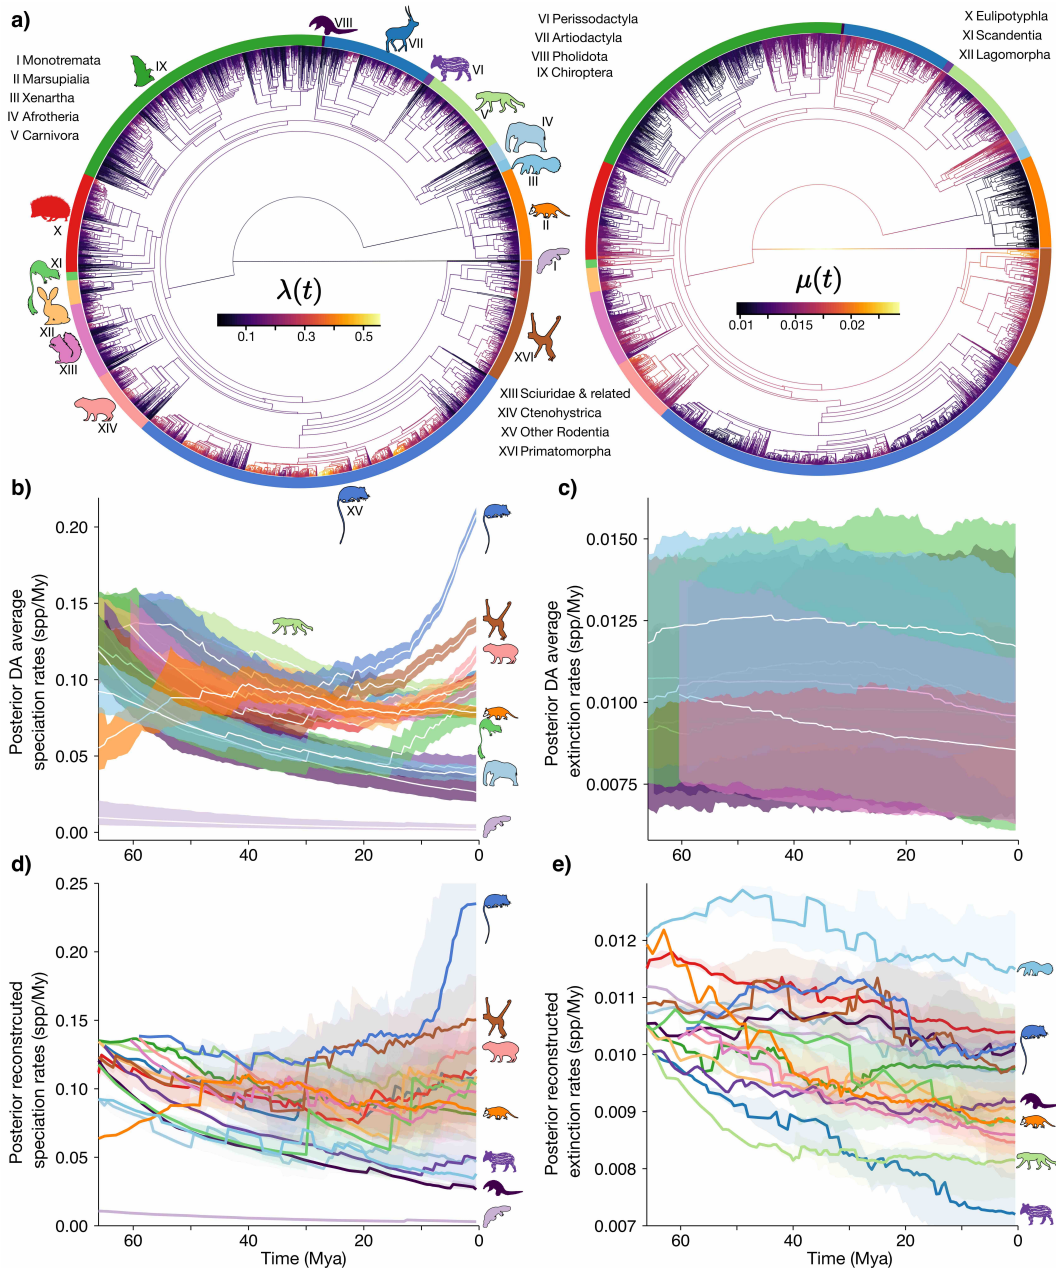 a)
I Monotremata
II Marsupialia
III Xenartha
IV Afrotheria
V Carnivora
VI Perissodactyla
VII Artiodactyla
VIII Pholidota
IX Chiroptera
X Eulipotyphla
XI Scandentia
XII Lagomorpha
VIII
VII
VI
IX
V
IV
III
II
I
X
XI
XII
XIII
XIV
XV
XVI
λ(t)
0.1 0.3 0.5
μ(t)
0.01 0.015 0.02
XIII Sciuridae & related
XIV Ctenohystrica
XV Other Rodentia
XVI Primatomorpha
b)
Posterior DA average
speciation rates (spp/My)
0.20
0.15
0.10
0.05
0.00
60 40 20 0
c)
Posterior DA average
extinction rates (spp/My)
0.0150
0.0125
0.0100
0.0075
60 40 20 0
d)
Posterior reconstrcuted
speciation rates (spp/My)
0.25
0.20
0.15
0.10
0.05
0.00
60 40 20 0
Time (Mya)
e)
Posterior reconstructed
extinction rates (spp/My)
0.012
0.011
0.010
0.009
0.008
0.007
60 40 20 0
Time (Mya)